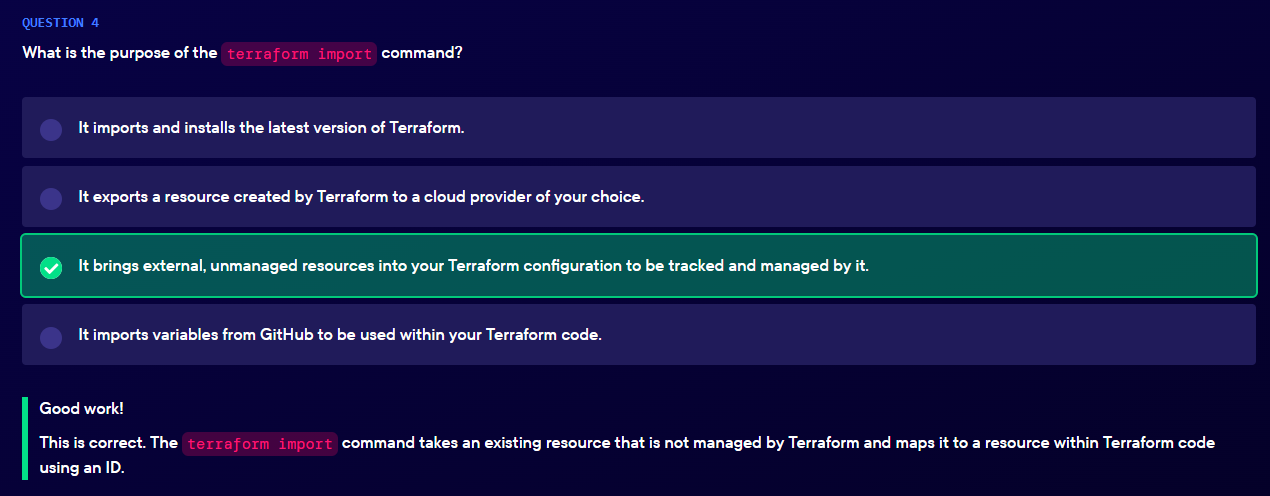 QUESTION 4
What is the purpose of the terraform import command?
It imports and installs the latest version of Terraform.
It exports a resource created by Terraform to a cloud provider of your choice.
It brings external, unmanaged resources into your Terraform configuration to be tracked and managed by it.
It imports variables from GitHub to be used within your Terraform code.
Good work!
This is correct. The terraform import command takes an existing resource that is not managed by Terraform and maps it to a resource within Terraform code
using an ID.